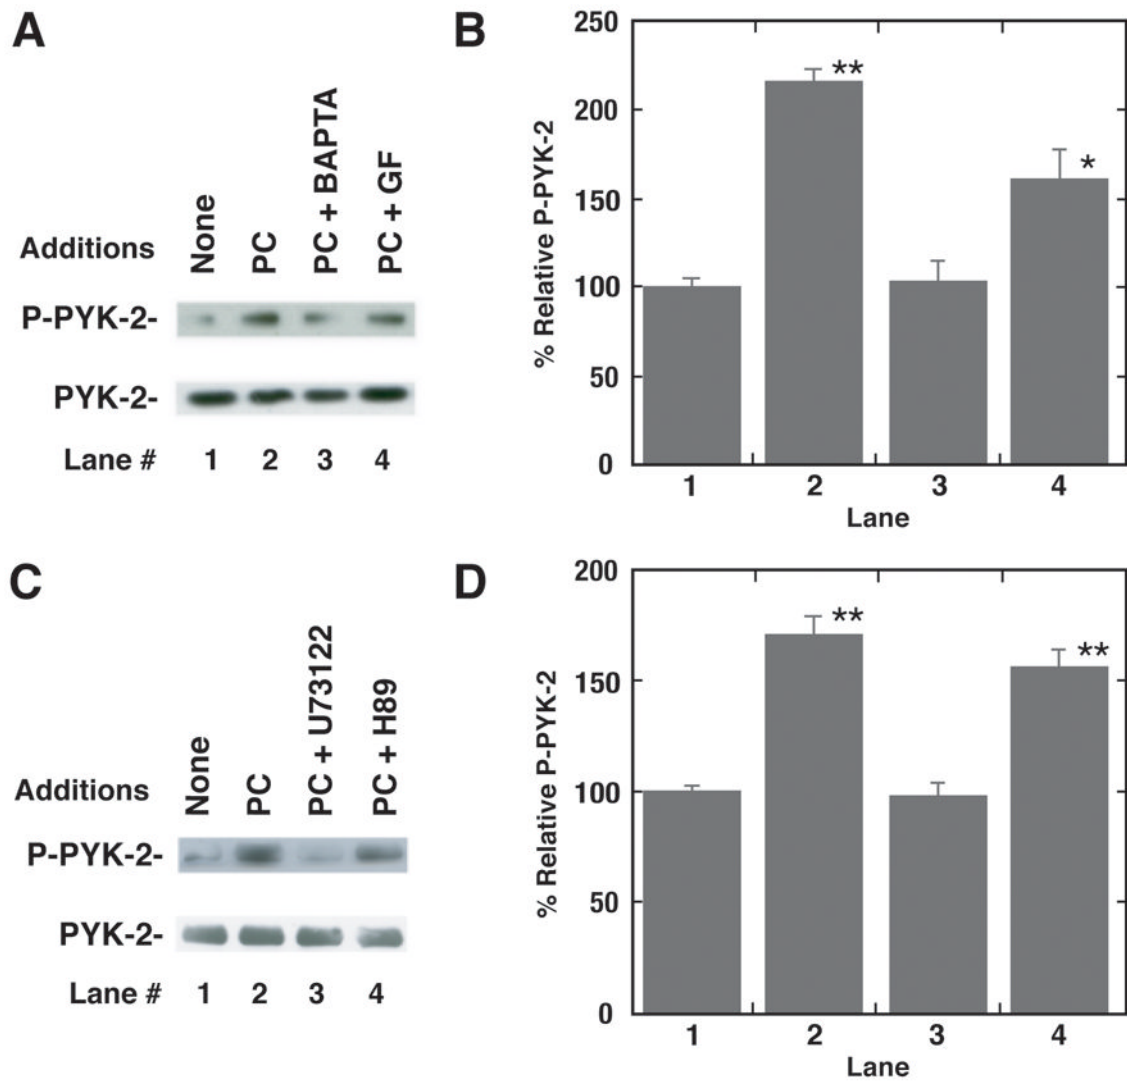 A
Additions
None
PC
PC + BAPTA
PC + GF
P-PYK-2-
PYK-2-
Lane # 1 2 3 4
B
% Relative P-PYK-2
250
200
150
100
50
0
**
*
1 2 3 4
Lane
C
Additions
None
PC
PC + U73122
PC + H89
P-PYK-2-
PYK-2-
Lane # 1 2 3 4
D
% Relative P-PYK-2
200
150
100
50
0
**
**
1 2 3 4
Lane